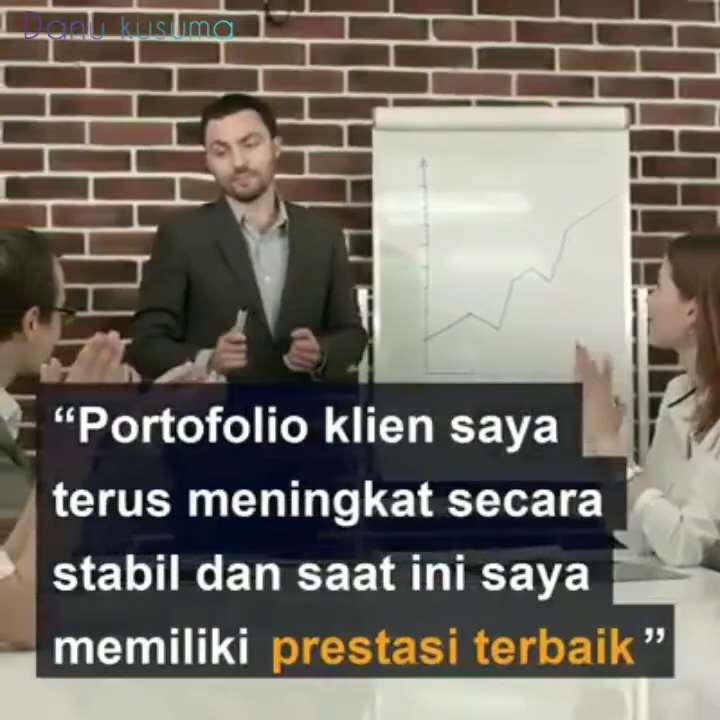 Danu kusuma
“Portofolio klien saya
terus meningkat secara
stabil dan saat ini saya
memiliki prestasi terbaik”